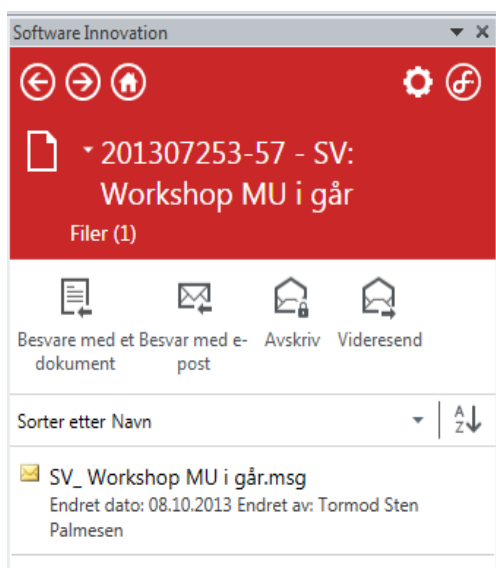 Software Innovation
201307253-57 - SV:
Workshop MU i går
Filer (1)
Besvare med et dokument
Besvar med e-post
Avskriv
Videresend
Sorter etter Navn
A
Z
SV_ Workshop MU i går.msg
Endret dato: 08.10.2013 Endret av: Tormod Sten
Palmesen